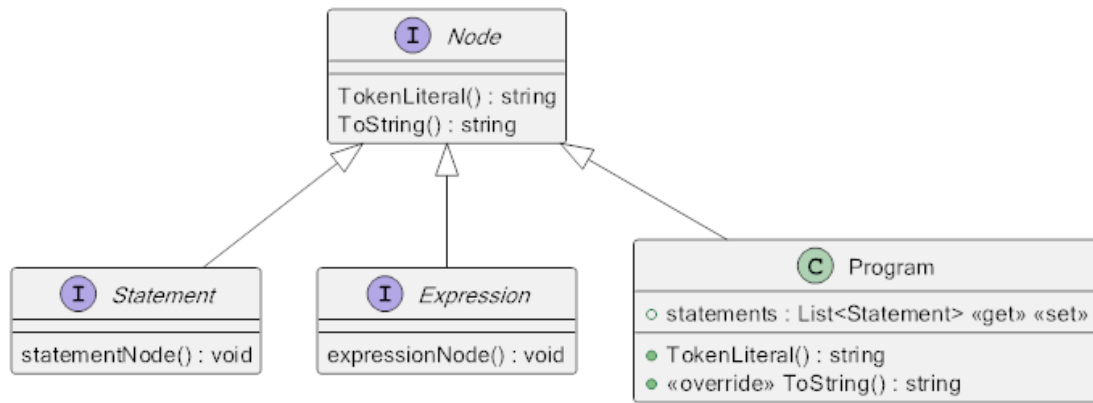 I Node
TokenLiteral() : string
ToString() : string
I Statement
statementNode() : void
I Expression
expressionNode() : void
C Program
statements : List<Statement> «get» «set»
TokenLiteral() : string
«override» ToString() : string